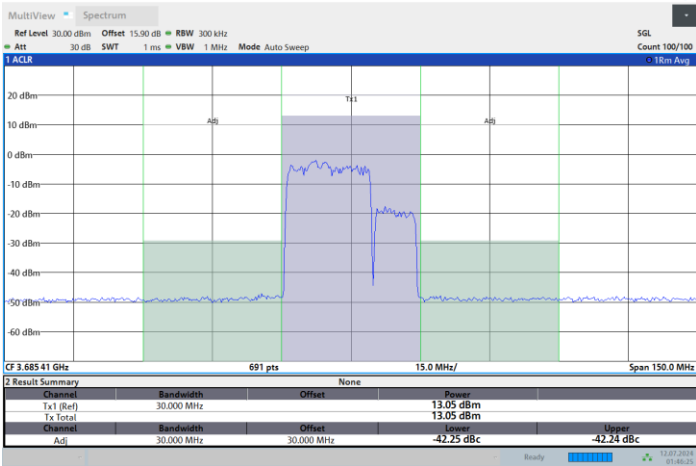 MultiView Spectrum
Ref Level 30.00 dBm Offset 15.90 dB RBW 300 kHz SGL
Att 30 dB SWT 1 ms VBW 1 MHz Mode Auto Sweep Count 100/100
1 ACLR 1Rm Avg
20 dBm
Tx1
Adj Adj
10 dBm
0 dBm
-10 dBm
-20 dBm
-30 dBm
-40 dBm
-50 dBm
-60 dBm
CF 3.685 41 GHz 691 pts 15.0 MHz/ Span 150.0 MHz
2 Result Summary None
Channel Bandwidth Offset Power
Tx1 (Ref) 30.000 MHz 13.05 dBm
Tx Total 13.05 dBm
Channel Bandwidth Offset Lower Upper
Adj 30.000 MHz 30.000 MHz -42.25 dBc -42.24 dBc
Ready